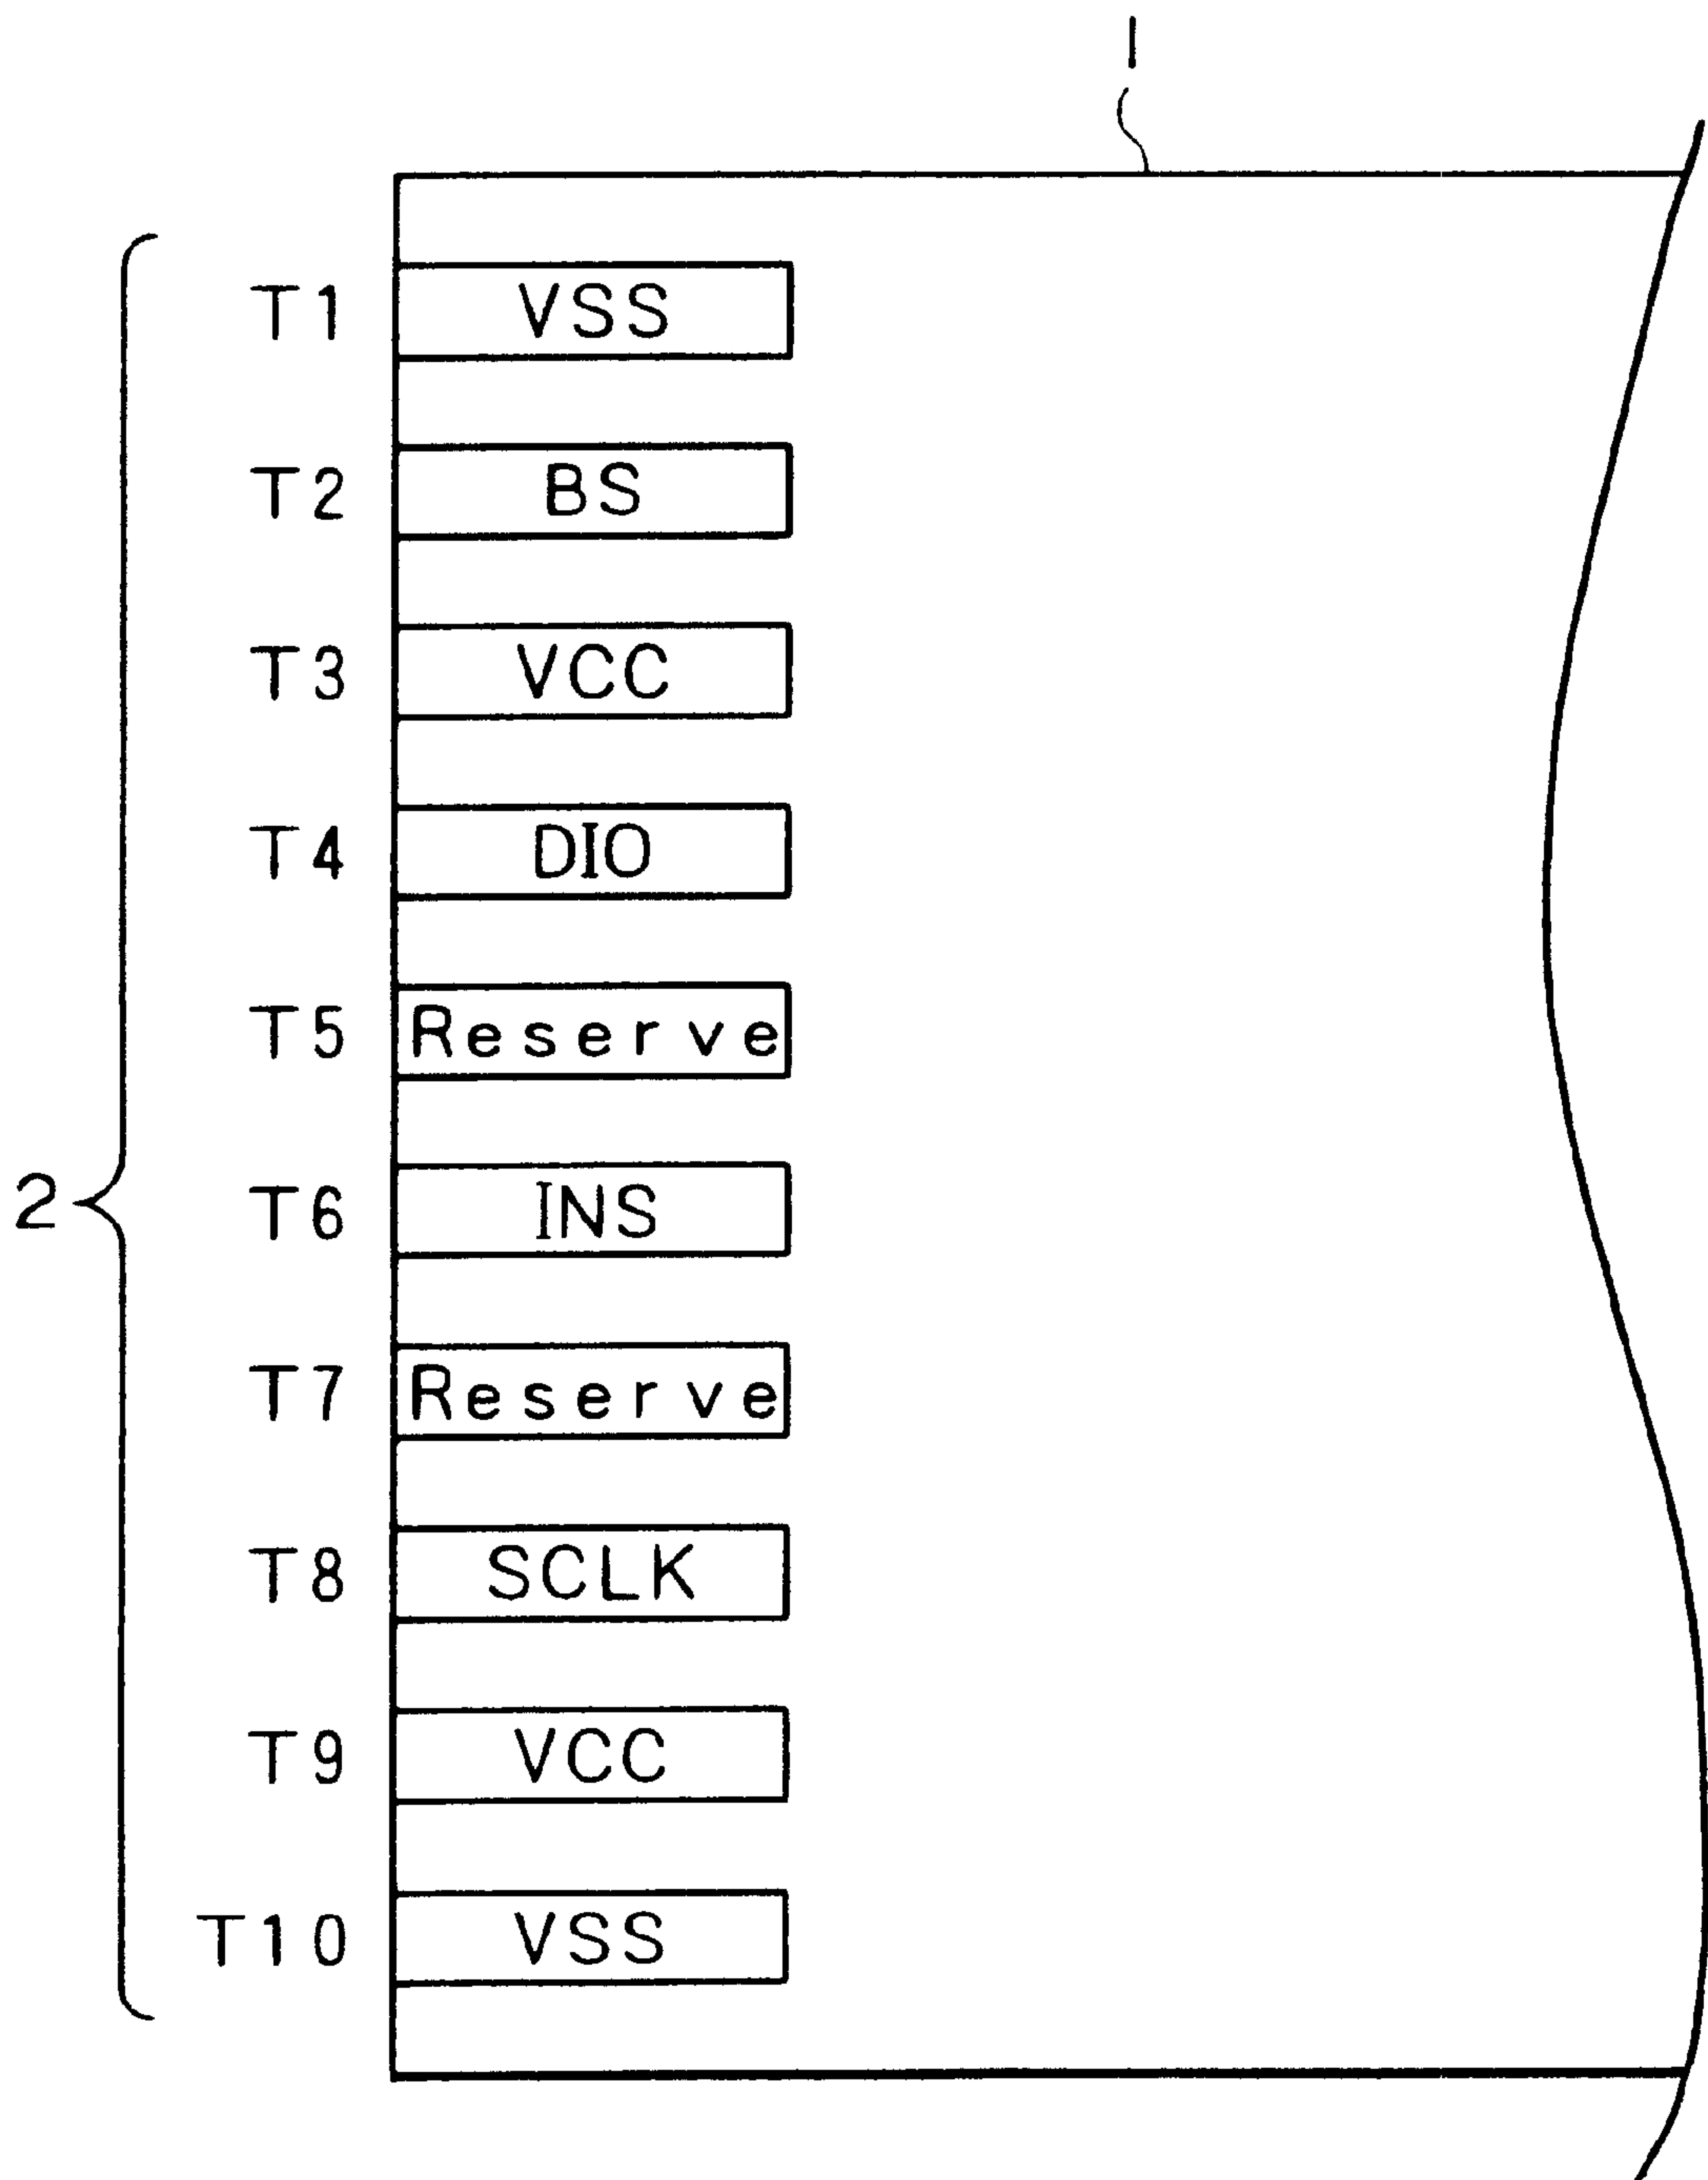 1
T1 VSS
T2 BS
T3 VCC
T4 DIO
T5 Reserve
2
T6 INS
T7 Reserve
T8 SCLK
T9 VCC
T10 VSS